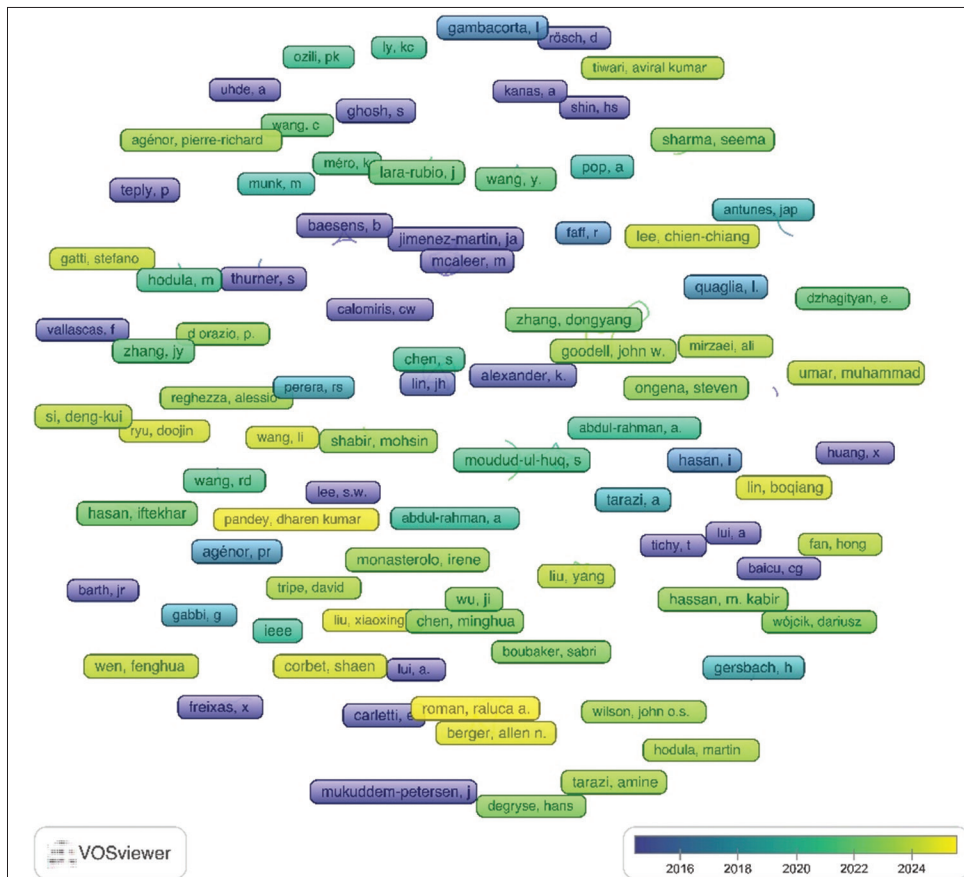 gambacorta, l
rösch, d
ly, kc
ozili, pk
tiwari, aviral kumar
uhde, a
kanas, a
shin, hs
ghosh, s
wang, c
agénor, pierre-richard
sharma, seema
méro, k
lara-rubio, j
pop, a
wang, y.
munk, m
teply, p
antunes, jap
baesens, b
faff, r
lee, chien-chiang
jimenez-martin, ja
gatti, stefano
mcaleer, m
hodula, m
thurner, s
quaglia, l.
dzhagityan, e.
calomiris, cw
zhang, dongyang
vallascas, f
d orazio, p.
zhang, jy
goodell, john w.
mirzaei, ali
chen, s
umar, muhammad
alexander, k.
lin, jh
perera, rs
ongena, steven
reghezza, alessio
si, deng-kui
ryu, doojin
wang, li
shabir, mohsin
abdul-rahman, a.
huang, x
moudud-ul-huq, s
hasan, i
wang, rd
lin, boqiang
lee, s.w.
tarazi, a
hasan, iftekhar
pandey, dharen kumar
abdul-rahman, a
lui, a
fan, hong
tichy, t
agénor, pr
monasterolo, irene
baicu, cg
liu, yang
barth, jr
tripe, david
wu, ji
hassan, m. kabir
gabbi, g
liu, xiaoxing
chen, minghua
wójcik, dariusz
ieee
boubaker, sabri
wen, fenghua
corbet, shaen
lui, a.
gersbach, h
freixas, x
carletti, e
roman, raluca a.
wilson, john o.s.
berger, allen n.
hodula, martin
tarazi, amine
mukuddem-petersen, j
degryse, hans
VOSviewer
2016 2018 2020 2022 2024